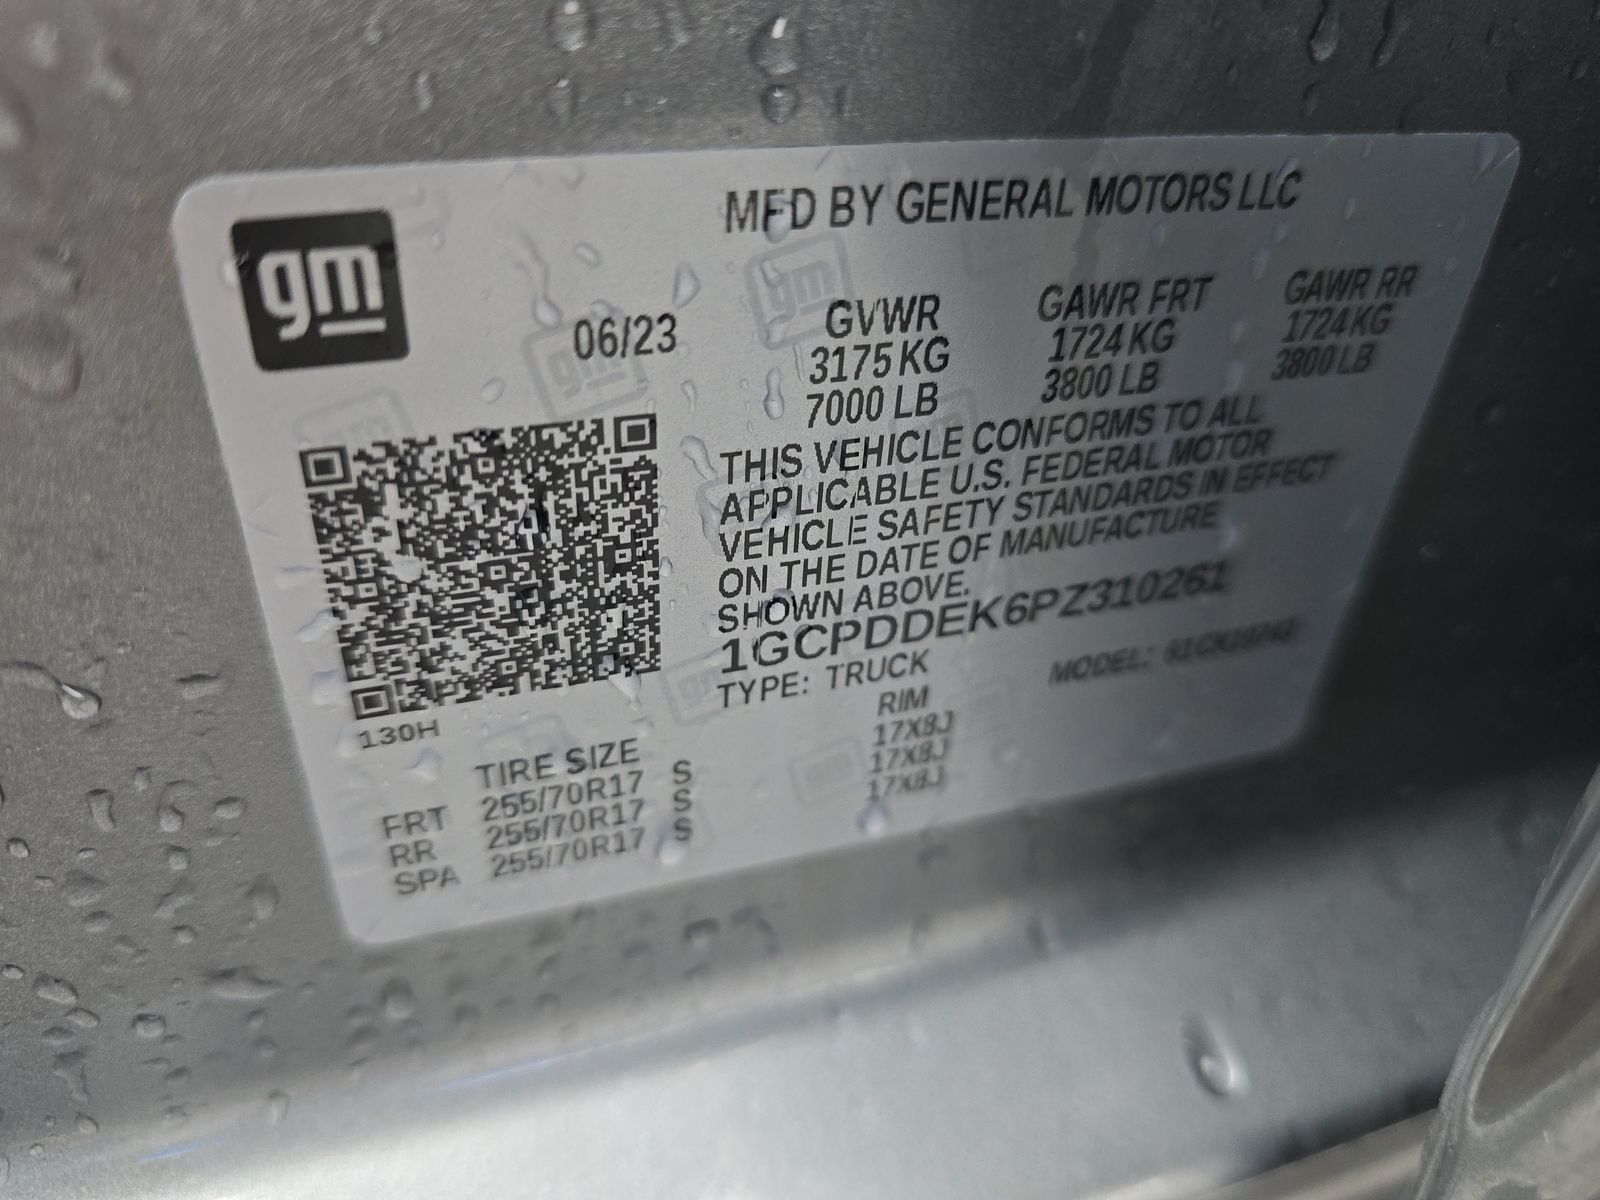 gm
MFD BY GENERAL MOTORS LLC
06/23
GVWR GAWR FRT GAWR RR
3175 KG 1724 KG 1724 KG
7000 LB 3800 LB 3800 LB
THIS VEHICLE CONFORMS TO ALL
APPLICABLE U.S. FEDERAL MOTOR
VEHICLE SAFETY STANDARDS IN EFFECT
ON THE DATE OF MANUFACTURE
SHOWN ABOVE.
1GCPDDEK6PZ310261
TYPE: TRUCK MODEL:
130H
TIRE SIZE RIM
FRT 255/70R17 S 17X8J
RR 255/70R17 S 17X8J
SPA 255/70R17 S 17X8J